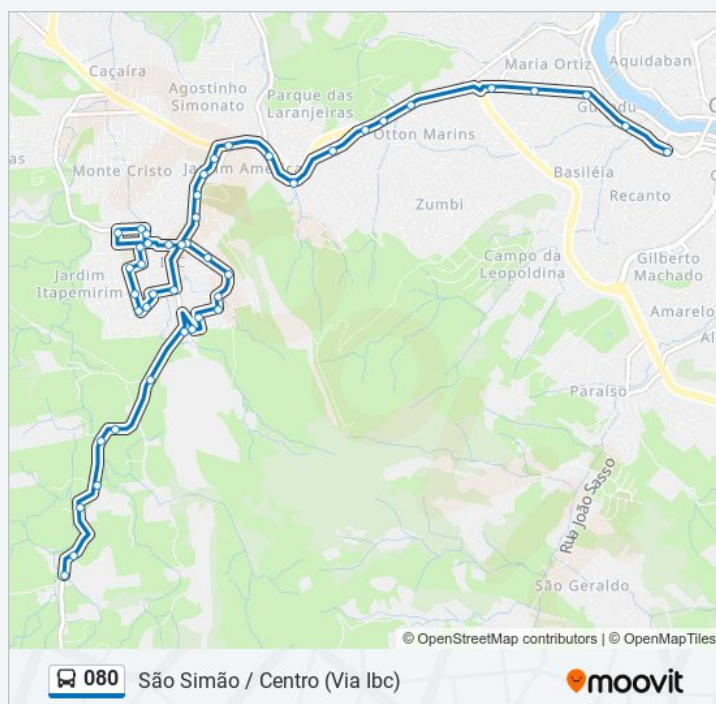 Maria Ortiz
Aquidaban
Caçaíra
Agostinho
Simonato
Parque das
Laranjeiras
Otton Marins
as
Monte Cristo
Basiléia
Recanto
Zumbi
Campo da
Leopoldina
Gilberto
Machado
Jardim
Itapemirim
Amarelo
Al
Paraíso
Rua João Sasso
São Geraldo
© OpenStreetMap contributors | © OpenMapTiles
080 São Simão / Centro (Via Ibc)
moovit